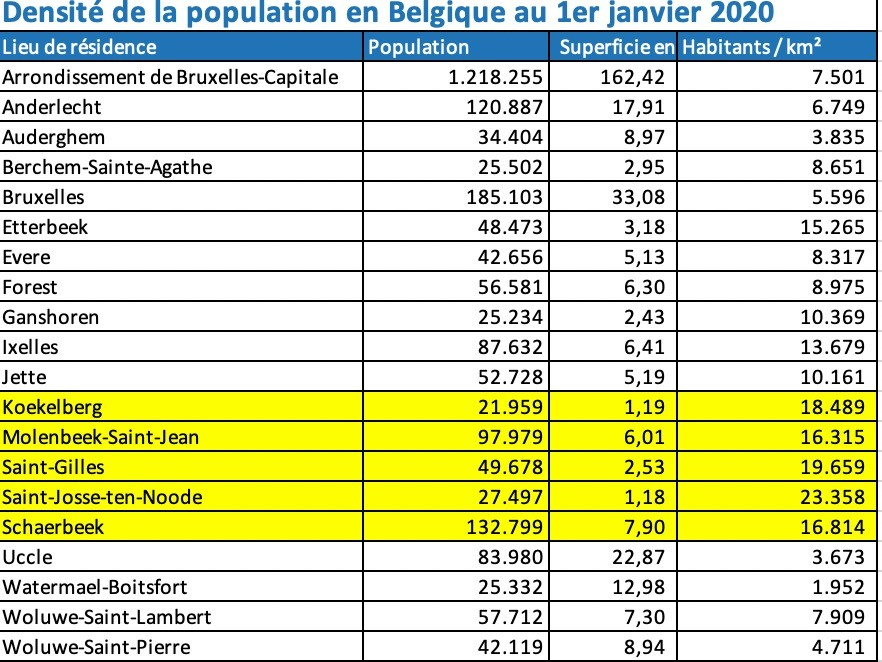 Densité de la population en Belgique au 1er janvier 2020
Lieu de résidence Population Superficie en Habitants / km²
Arrondissement de Bruxelles-Capitale 1.218.255 162,42 7.501
Anderlecht 120.887 17,91 6.749
Auderghem 34.404 8,97 3.835
Berchem-Sainte-Agathe 25.502 2,95 8.651
Bruxelles 185.103 33,08 5.596
Etterbeek 48.473 3,18 15.265
Evere 42.656 5,13 8.317
Forest 56.581 6,30 8.975
Ganshoren 25.234 2,43 10.369
Ixelles 87.632 6,41 13.679
Jette 52.728 5,19 10.161
Koekelberg 21.959 1,19 18.489
Molenbeek-Saint-Jean 97.979 6,01 16.315
Saint-Gilles 49.678 2,53 19.659
Saint-Josse-ten-Noode 27.497 1,18 23.358
Schaerbeek 132.799 7,90 16.814
Uccle 83.980 22,87 3.673
Watermael-Boitsfort 25.332 12,98 1.952
Woluwe-Saint-Lambert 57.712 7,30 7.909
Woluwe-Saint-Pierre 42.119 8,94 4.711